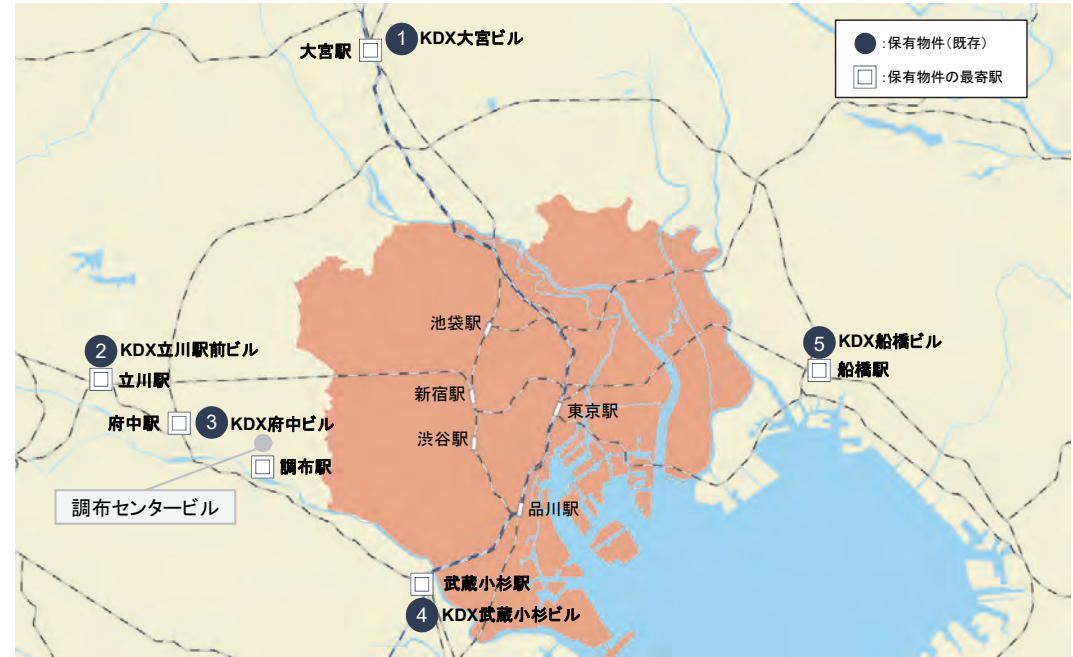 1 KDX大宮ビル
大宮駅
:保有物件(既存)
:保有物件の最寄駅
池袋駅
2 KDX立川駅前ビル
立川駅
5 KDX船橋ビル
船橋駅
新宿駅
東京駅
府中駅
3 KDX府中ビル
渋谷駅
調布駅
調布センタービル
品川駅
武蔵小杉駅
4 KDX武蔵小杉ビル